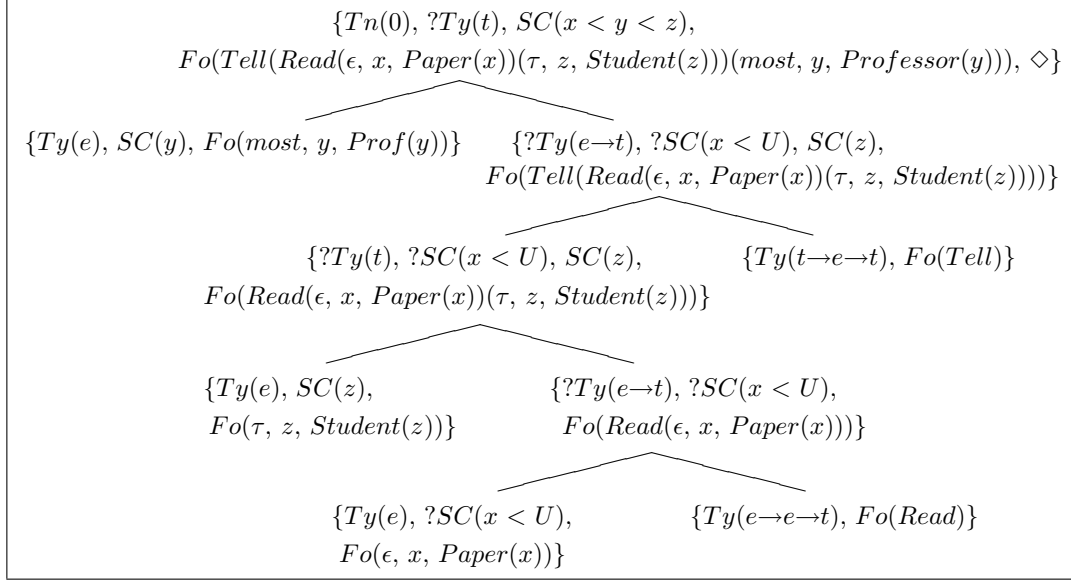 {Tn(0), ?Ty(t), SC(x < y < z),
Fo(Tell(Read(ϵ, x, Paper(x))(τ, z, Student(z)))(most, y, Professor(y))), ◇}
{Ty(e), SC(y), Fo(most, y, Prof(y))} {?Ty(e→t), ?SC(x < U), SC(z),
Fo(Tell(Read(ϵ, x, Paper(x))(τ, z, Student(z))))}
{?Ty(t), ?SC(x < U), SC(z), {Ty(t→e→t), Fo(Tell)}
Fo(Read(ϵ, x, Paper(x))(τ, z, Student(z)))}
{Ty(e), SC(z), {?Ty(e→t), ?SC(x < U),
Fo(τ, z, Student(z))} Fo(Read(ϵ, x, Paper(x)))}
{Ty(e), ?SC(x < U), {Ty(e→e→t), Fo(Read)}
Fo(ϵ, x, Paper(x))}